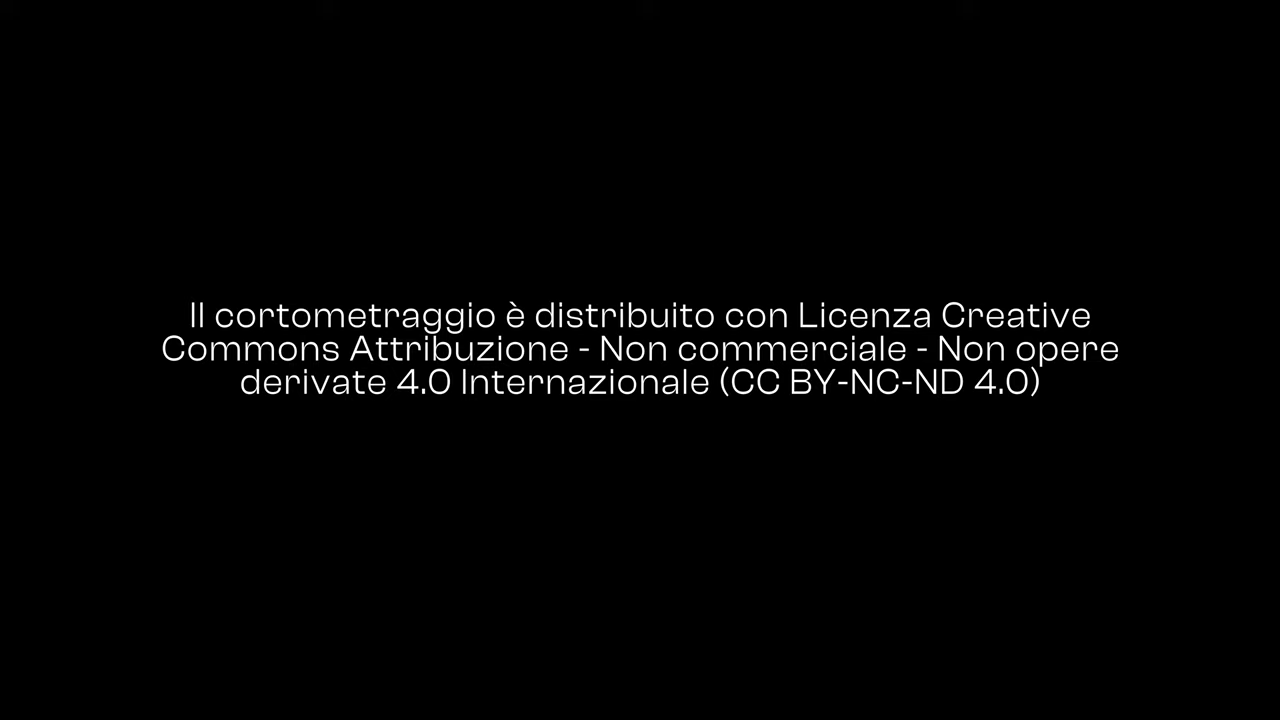 Il cortometraggio è distribuito con Licenza Creative
Commons Attribuzione - Non commerciale - Non opere
derivate 4.0 Internazionale (CC BY-NC-ND 4.0)